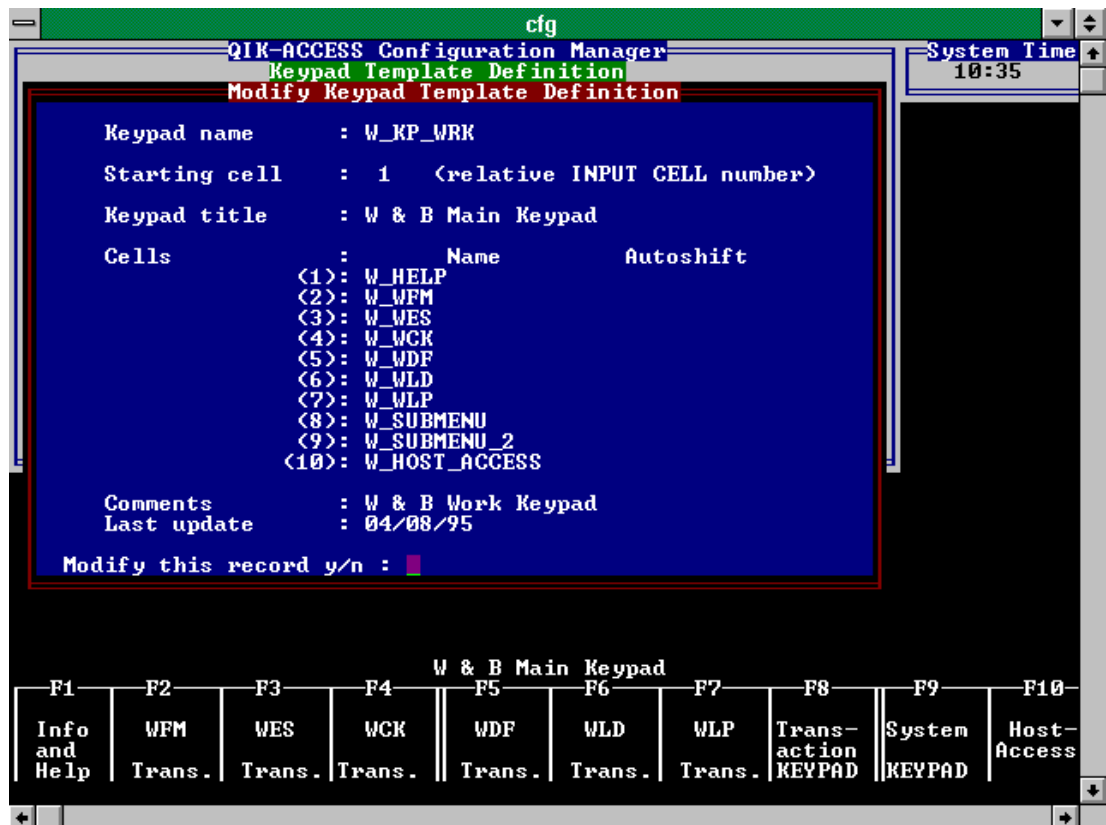 cfg
QIK-ACCESS Configuration Manager
System Time
Keypad Template Definition
10:35
Modify Keypad Template Definition
Keypad name : W_KP_WRK
Starting cell : 1 (relative INPUT CELL number)
Keypad title : W & B Main Keypad
Cells : Name Autoshift
(1): W_HELP
(2): W_WFM
(3): W_WES
(4): W_WCK
(5): W_WDF
(6): W_WLD
(7): W_WLP
(8): W_SUBMENU
(9): W_SUBMENU_2
(10): W_HOST_ACCESS
Comments : W & B Work Keypad
Last update : 04/08/95
Modify this record y/n :
W & B Main Keypad
F1 F2 F3 F4 F5 F6 F7 F8 F9 F10
Info WFM WES WCK WDF WLD WLP Trans- System Host-
and action Access
Help Trans. Trans. Trans. Trans. Trans. Trans. KEYPAD KEYPAD